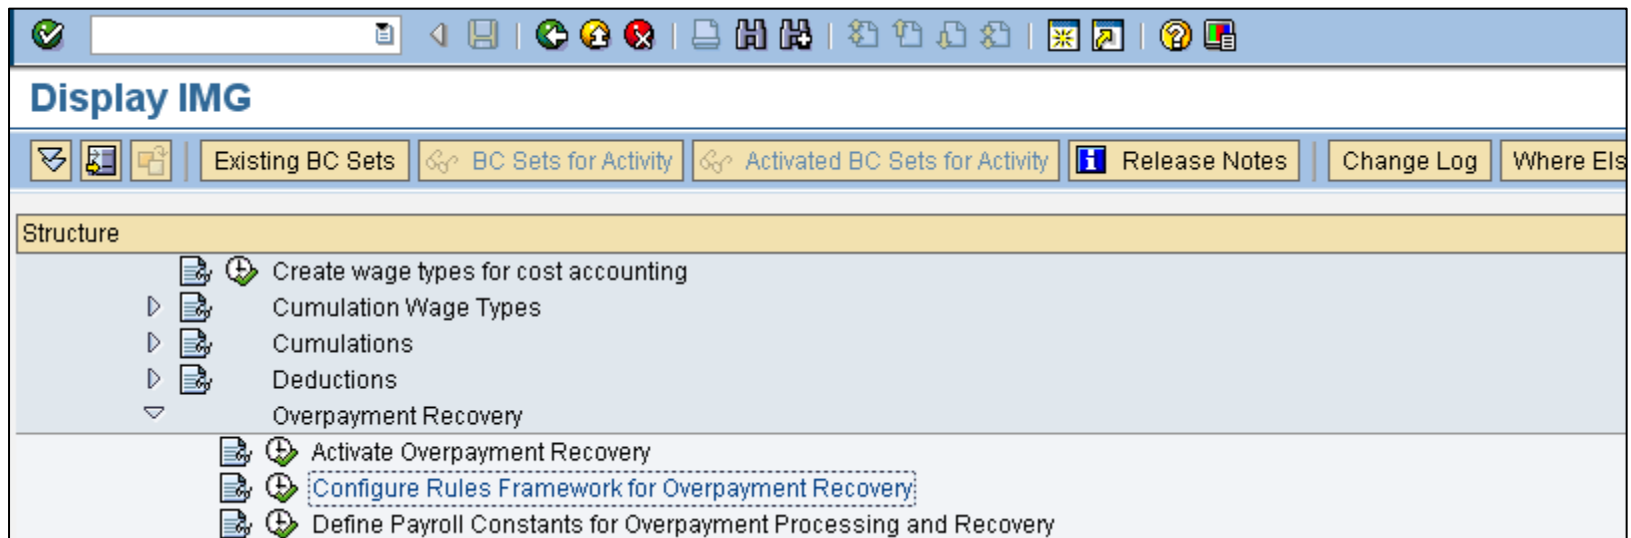 Display IMG
Existing BC Sets BC Sets for Activity Activated BC Sets for Activity Release Notes Change Log Where Els
Structure
Create wage types for cost accounting
Cumulation Wage Types
Cumulations
Deductions
Overpayment Recovery
Activate Overpayment Recovery
Configure Rules Framework for Overpayment Recovery
Define Payroll Constants for Overpayment Processing and Recovery